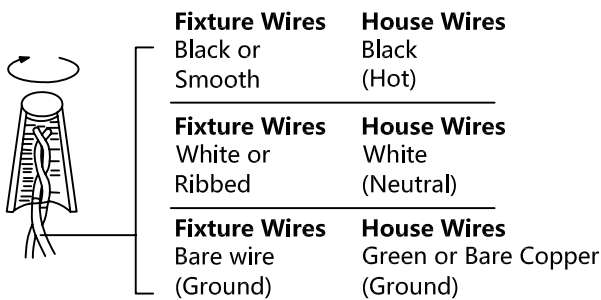 Fixture Wires House Wires
Black or Black
Smooth (Hot)
Fixture Wires House Wires
White or White
Ribbed (Neutral)
Fixture Wires House Wires
Bare wire Green or Bare Copper
(Ground) (Ground)